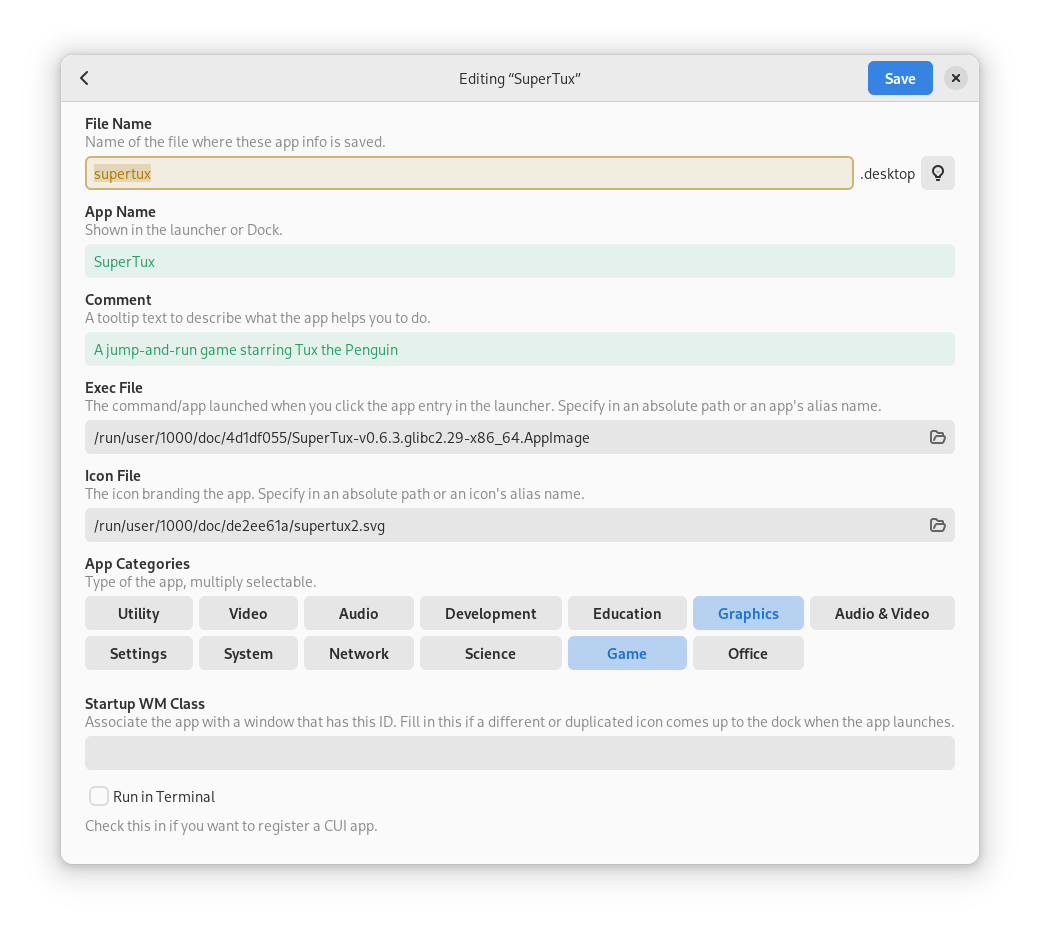 Editing “SuperTux”
Save
File Name
Name of the file where these app info is saved.
supertux
.desktop
App Name
Shown in the launcher or Dock.
SuperTux
Comment
A tooltip text to describe what the app helps you to do.
A jump-and-run game starring Tux the Penguin
Exec File
The command/app launched when you click the app entry in the launcher. Specify in an absolute path or an app's alias name.
/run/user/1000/doc/4d1df055/SuperTux-v0.6.3.glibc2.29-x86_64.AppImage
Icon File
The icon branding the app. Specify in an absolute path or an icon's alias name.
/run/user/1000/doc/de2ee61a/supertux2.svg
App Categories
Type of the app, multiply selectable.
Utility Video Audio Development Education Graphics Audio & Video
Settings System Network Science Game Office
Startup WM Class
Associate the app with a window that has this ID. Fill in this if a different or duplicated icon comes up to the dock when the app launches.
Run in Terminal
Check this in if you want to register a CUI app.